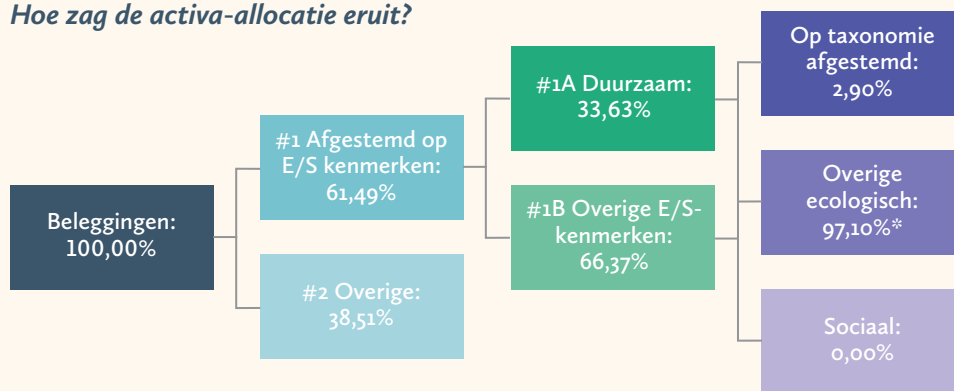 Hoe zag de activa-allocatie eruit?
Beleggingen:
100,00%
#1 Afgestemd op
E/S kenmerken:
61,49%
#2 Overige:
38,51%
#1A Duurzaam:
33,63%
#1B Overige E/S-
kenmerken:
66,37%
Op taxonomie
afgestemd:
2,90%
Overige
ecologisch:
97,10%*
Sociaal:
0,00%